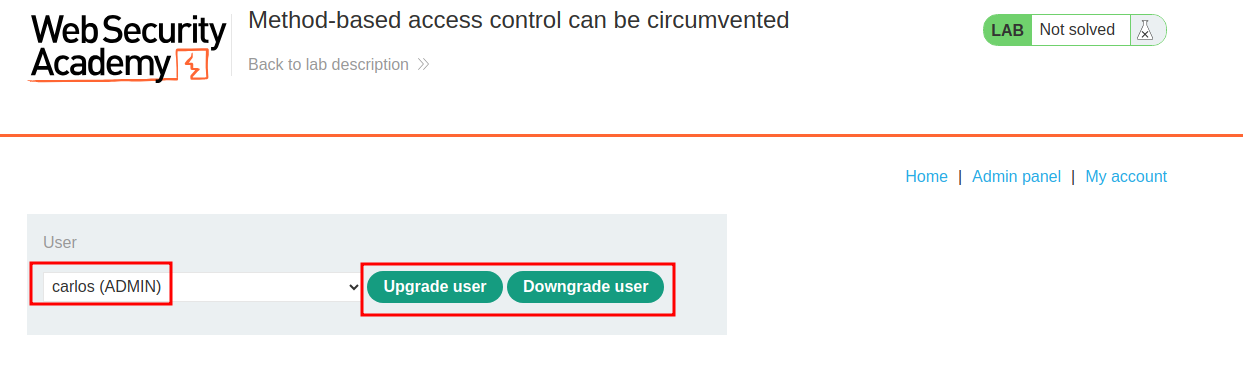 Web Security
Academy
Method-based access control can be circumvented
Back to lab description
LAB Not solved
Home | Admin panel | My account
User
carlos (ADMIN) Upgrade user Downgrade user